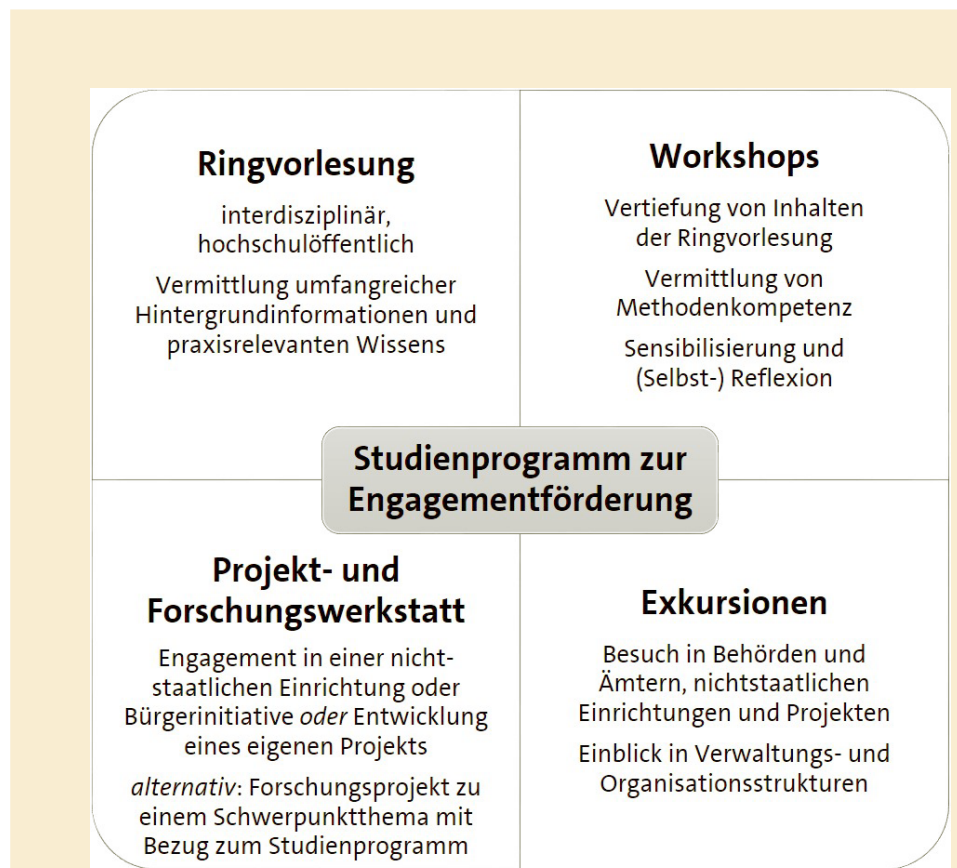 Ringvorlesung
interdisziplinär,
hochschulöffentlich
Vermittlung umfangreicher
Hintergrundinformationen und
praxisrelevanten Wissens
Workshops
Vertiefung von Inhalten
der Ringvorlesung
Vermittlung von
Methodenkompetenz
Sensibilisierung und
(Selbst-) Reflexion
Studienprogramm zur
Engagementförderung
Projekt- und
Forschungswerkstatt
Engagement in einer nicht-
staatlichen Einrichtung oder
Bürgerinitiative oder Entwicklung
eines eigenen Projekts
alternativ: Forschungsprojekt zu
einem Schwerpunktthema mit
Bezug zum Studienprogramm
Exkursionen
Besuch in Behörden und
Ämtern, nichtstaatlichen
Einrichtungen und Projekten
Einblick in Verwaltungs- und
Organisationsstrukturen